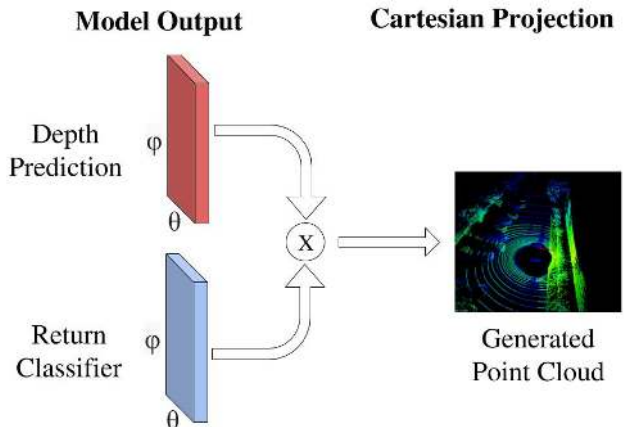 Model Output
Cartesian Projection
Depth
Prediction
φ
θ
X
Return
Classifier
φ
θ
Generated
Point Cloud